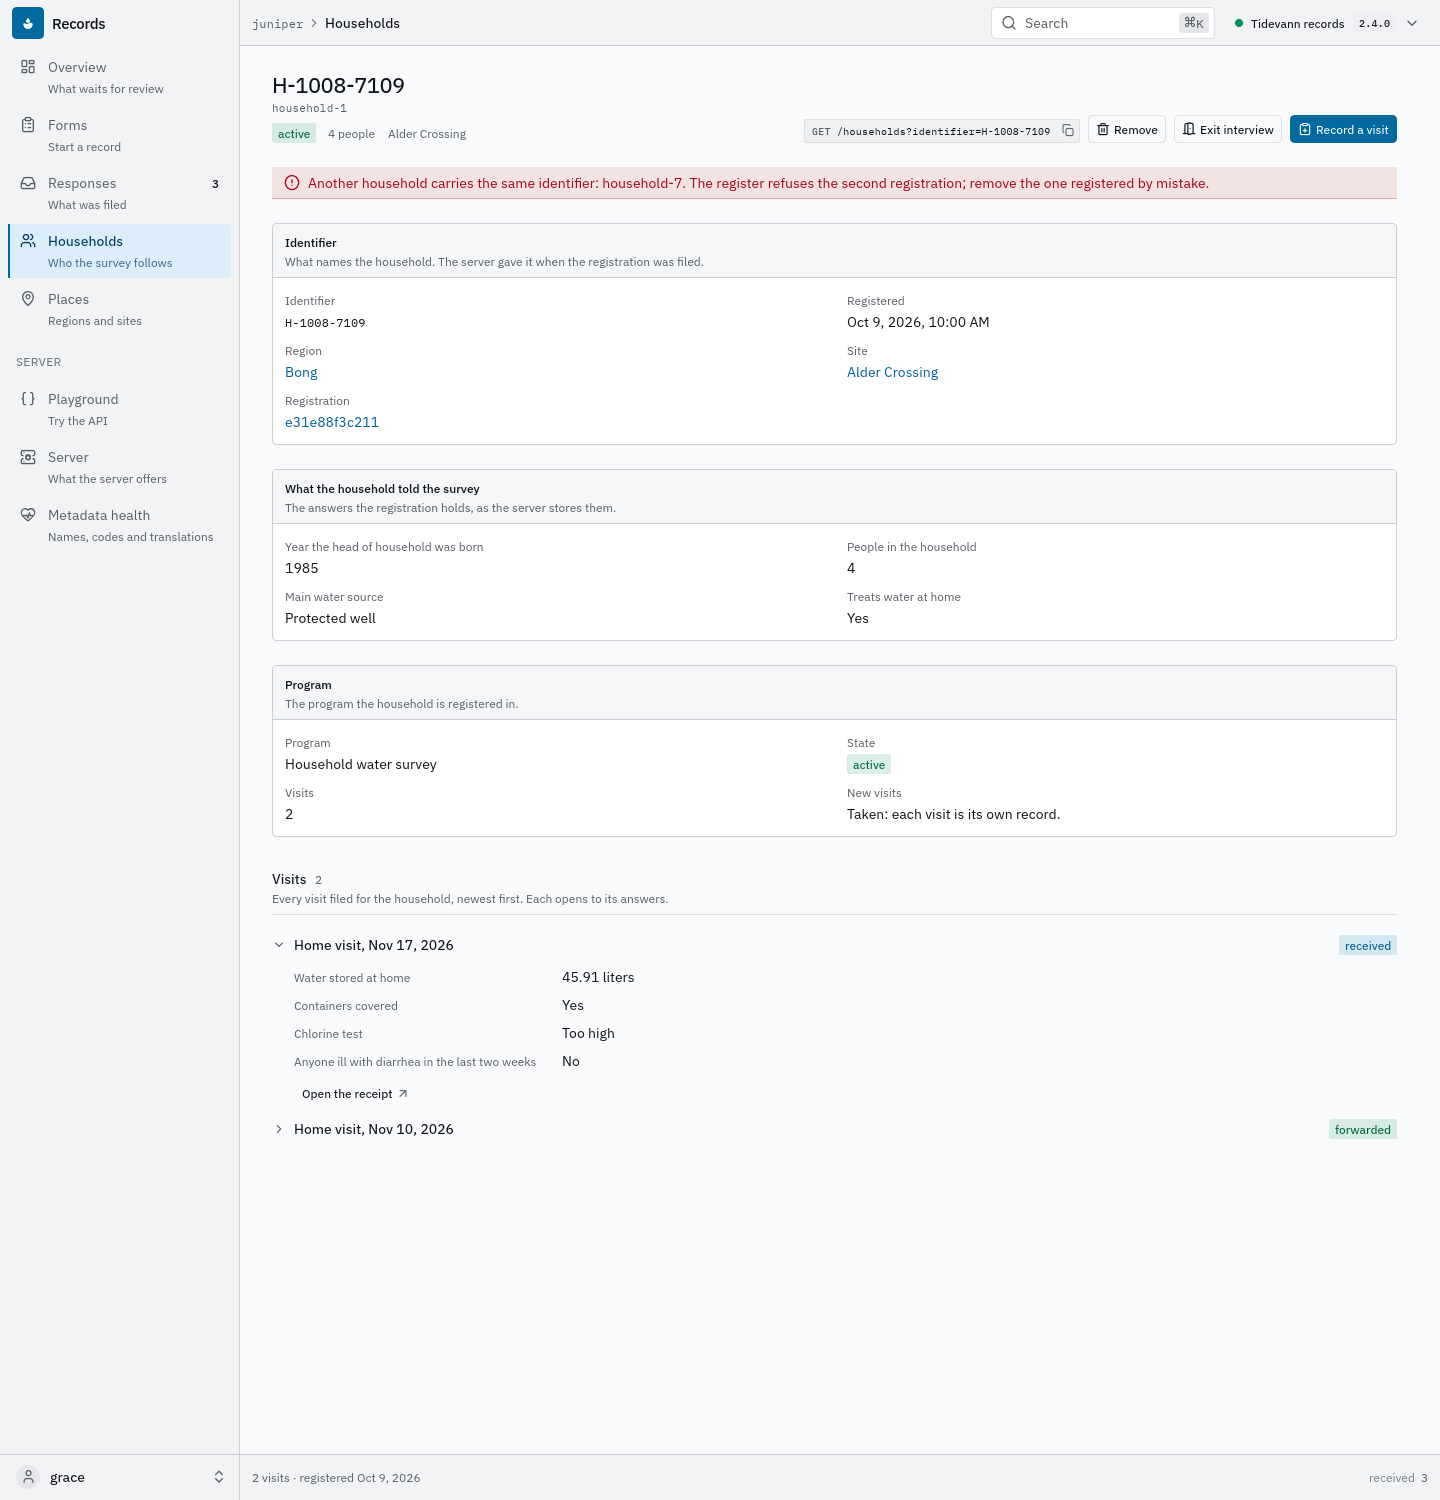 Records
Overview
What waits for review
Forms
Start a record
Responses 3
What was filed
Households
Who the survey follows
Places
Regions and sites
SERVER
Playground
Try the API
Server
What the server offers
Metadata health
Names, codes and translations
grace
juniper Households
Search ⌘K
Tidevann records 2.4.0
H-1008-7109
household-1
active 4 people Alder Crossing
GET /households?identifier=H-1008-7109
Remove
Exit interview
Record a visit
Another household carries the same identifier: household-7. The register refuses the second registration; remove the one registered by mistake.
Identifier
What names the household. The server gave it when the registration was filed.
Identifier Registered
H-1008-7109 Oct 9, 2026, 10:00 AM
Region Site
Bong Alder Crossing
Registration
e31e88f3c211
What the household told the survey
The answers the registration holds, as the server stores them.
Year the head of household was born People in the household
1985 4
Main water source Treats water at home
Protected well Yes
Program
The program the household is registered in.
Program State
Household water survey active
Visits New visits
2 Taken: each visit is its own record.
Visits 2
Every visit filed for the household, newest first. Each opens to its answers.
Home visit, Nov 17, 2026 received
Water stored at home 45.91 liters
Containers covered Yes
Chlorine test Too high
Anyone ill with diarrhea in the last two weeks No
Open the receipt
Home visit, Nov 10, 2026 forwarded
2 visits · registered Oct 9, 2026 received 3